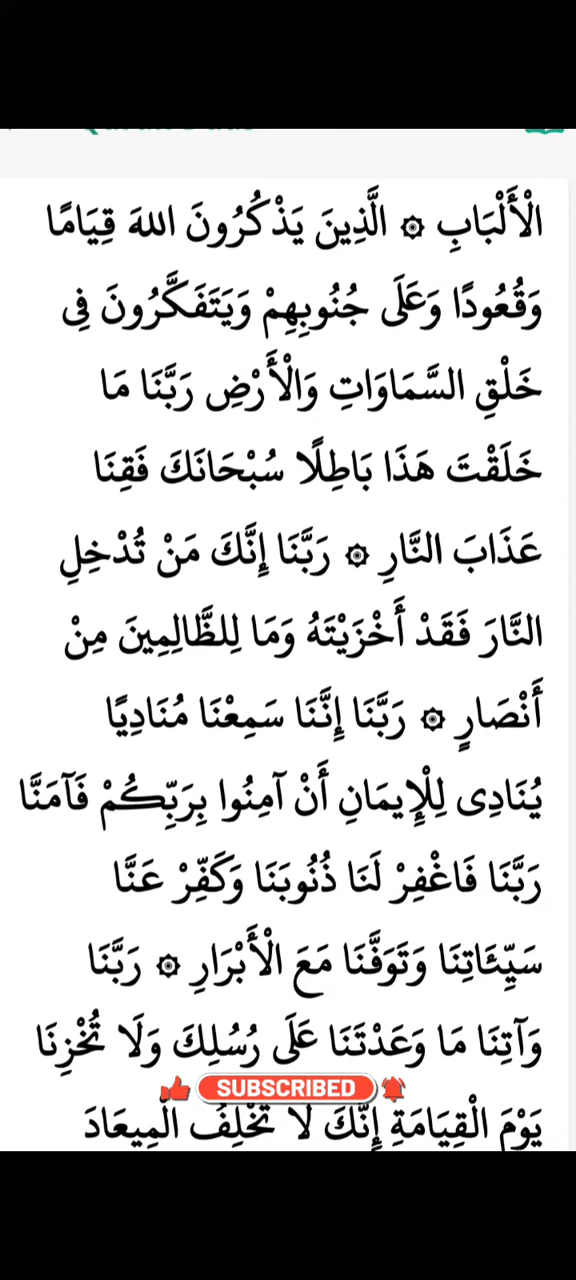 الْأَلْبَابِ ۞ الَّذِينَ يَذْكُرُونَ اللهَ قِيَامًا
وَقُعُودًا وَعَلَى جُنُوبِهِمْ وَيَتَفَكَّرُونَ فِى
خَلْقِ السَّمَاوَاتِ وَالْأَرْضِ رَبَّنَا مَا
خَلَقْتَ هَذَا بَاطِلًا سُبْحَانَكَ فَقِنَا
عَذَابَ النَّارِ ۞ رَبَّنَا إِنَّكَ مَنْ تُدْخِلِ
النَّارَ فَقَدْ أَخْزَيْتَهُ وَمَا لِلظَّالِمِينَ مِنْ
أَنْصَارٍ ۞ رَبَّنَا إِنَّنَا سَمِعْنَا مُنَادِيًا
يُنَادِى لِلْإِيمَانِ أَنْ آمِنُوا بِرَبِّكُمْ فَآمَنَّا
رَبَّنَا فَاغْفِرْ لَنَا ذُنُوبَنَا وَكَفِّرْ عَنَّا
سَيِّئَاتِنَا وَتَوَفَّنَا مَعَ الْأَبْرَارِ ۞ رَبَّنَا
وَآتِنَا مَا وَعَدْتَنَا عَلَى رُسُلِكَ وَلَا تُخْزِنَا
SUBSCRIBED
يَوْمَ الْقِيَامَةِ إِنَّكَ لَا تُخْلِفُ الْمِيعَادَ